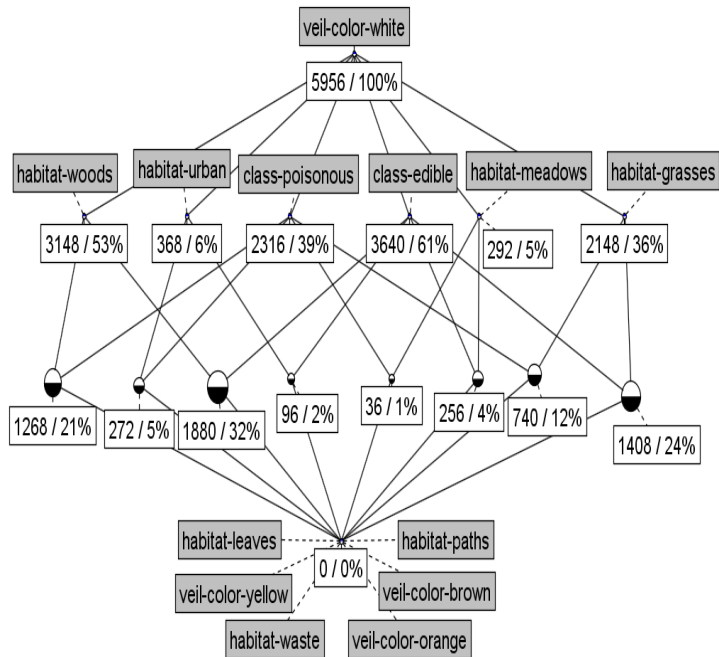 veil-color-white
5956 / 100%
habitat-woods
habitat-urban
class-poisonous
class-edible
habitat-meadows
habitat-grasses
3148 / 53%
368 / 6%
2316 / 39%
3640 / 61%
292 / 5%
2148 / 36%
1268 / 21%
272 / 5%
1880 / 32%
96 / 2%
36 / 1%
256 / 4%
740 / 12%
1408 / 24%
habitat-leaves
habitat-paths
0 / 0%
veil-color-yellow
veil-color-brown
habitat-waste
veil-color-orange